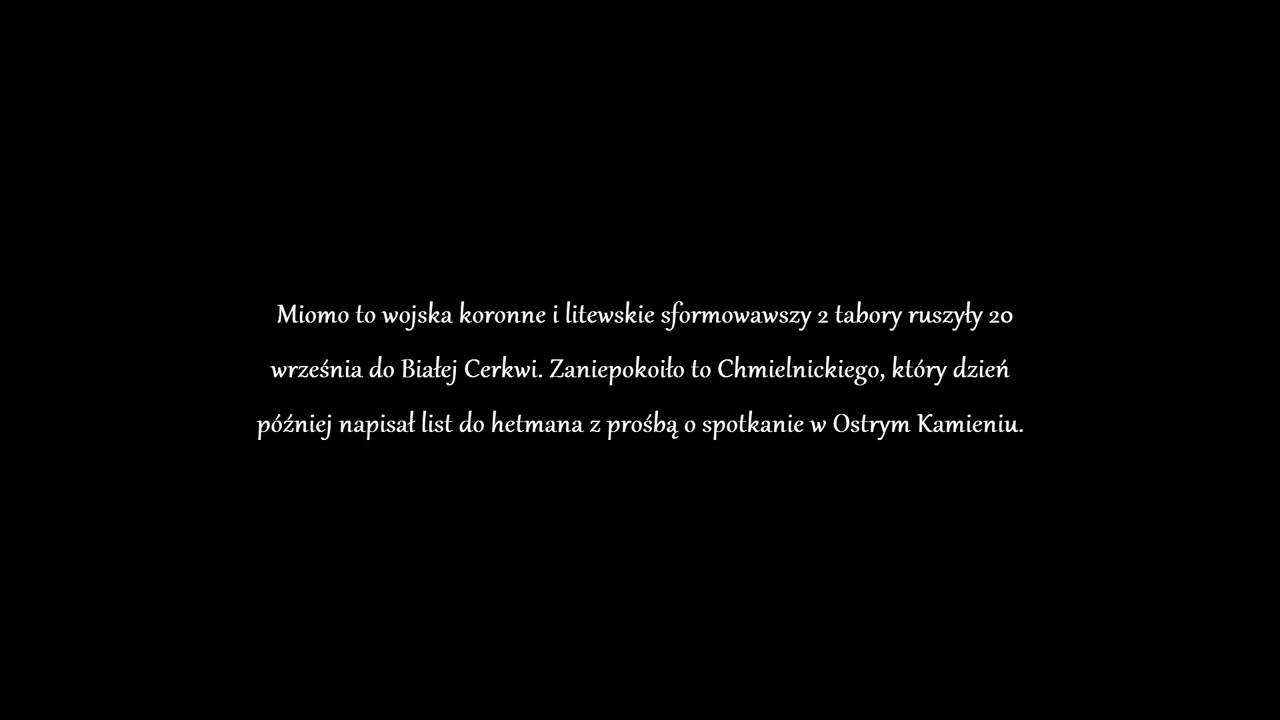 Miomo to wojska koronne i litewskie sformowawszy 2 tabory ruszyły 20
września do Białej Cerkwi. Zaniepokoiło to Chmielnickiego, który dzień
później napisał list do hetmana z prośbą o spotkanie w Ostrym Kamieniu.